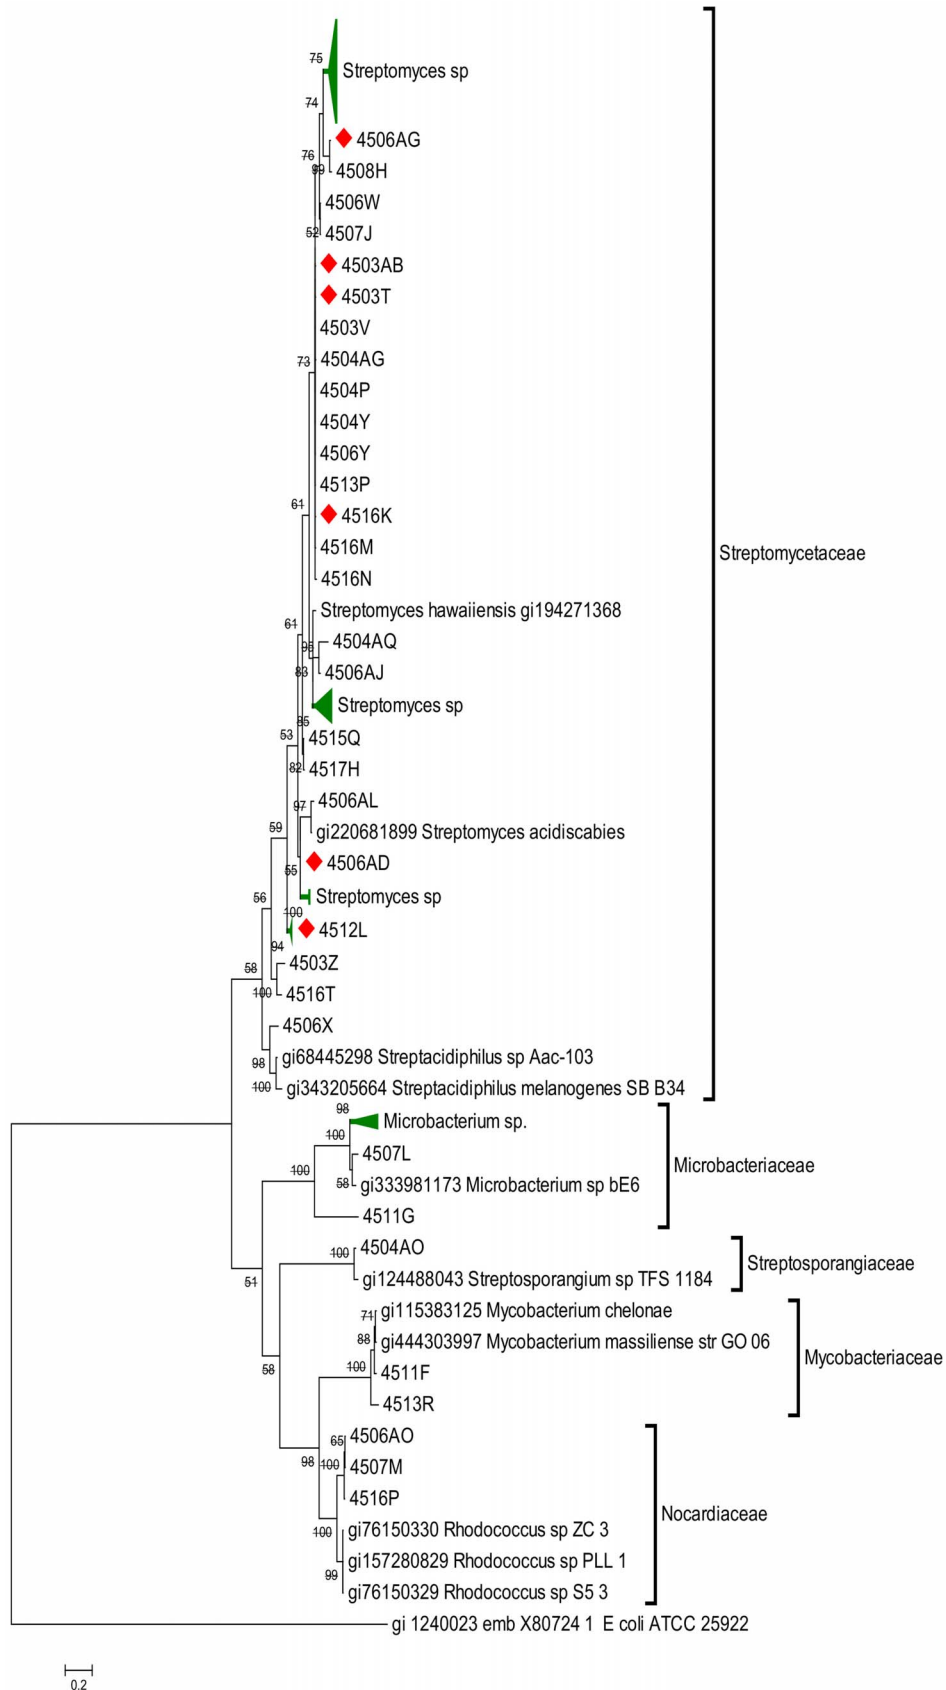 75
Streptomyces sp
74
4506AG
76
99
4508H
4506W
52
4507J
4503AB
4503T
4503V
73
4504AG
4504P
4504Y
4506Y
4513P
61
4516K
4516M
4516N
Streptomyces hawaiiensis gi194271368
61
4504AQ
95
83
4506AJ
Streptomyces sp
85
53
4515Q
82
4517H
97
4506AL
59
gi220681899 Streptomyces acidiscabies
4506AD
55
56
Streptomyces sp
100
4512L
94
58
4503Z
100
4516T
4506X
98
gi68445298 Streptacidiphilus sp Aac-103
100
gi343205664 Streptacidiphilus melanogenes SB B34
Streptomycetaceae
98
Microbacterium sp.
100
4507L
100
58
gi333981173 Microbacterium sp bE6
4511G
Microbacteriaceae
100
4504AO
51
gi124488043 Streptosporangium sp TFS 1184
Streptosporangiaceae
71
gi115383125 Mycobacterium chelonae
88
gi444303997 Mycobacterium massiliense str GO 06
58
100
4511F
4513R
Mycobacteriaceae
65
4506AO
98
100
4507M
4516P
100
gi76150330 Rhodococcus sp ZC 3
gi157280829 Rhodococcus sp PLL 1
99
gi76150329 Rhodococcus sp S5 3
Nocardiaceae
gi 1240023 emb X80724 1 E coli ATCC 25922
0.2